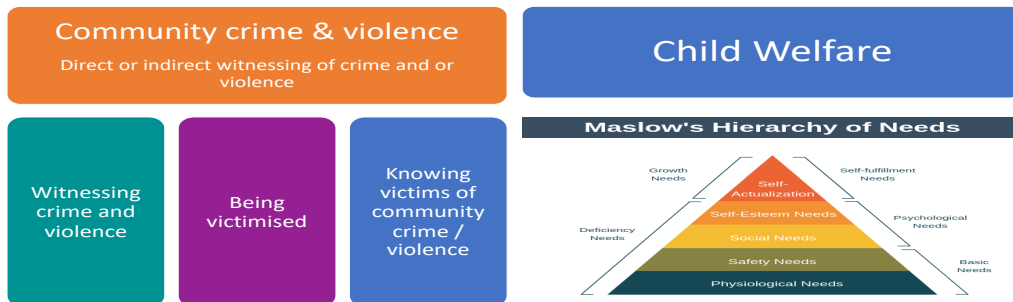 Community crime & violence
Direct or indirect witnessing of crime and or
violence
Witnessing
crime and
violence
Being
victimised
Knowing
victims of
community
crime /
violence
Child Welfare
Maslow's Hierarchy of Needs
Growth
Needs
Self-fulfillment
Needs
Self-
Actualization
Self-Esteem Needs
Psychological
Needs
Deficiency
Needs
Social Needs
Safety Needs
Basic
Needs
Physiological Needs